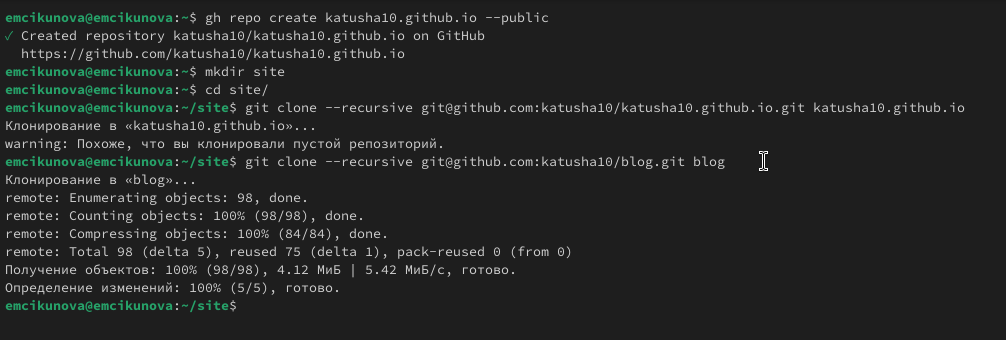 emcikunova@emcikunova:~$ gh repo create katusha10.github.io --public
✓ Created repository katusha10/katusha10.github.io on GitHub
  https://github.com/katusha10/katusha10.github.io
emcikunova@emcikunova:~$ mkdir site
emcikunova@emcikunova:~$ cd site/
emcikunova@emcikunova:~/site$ git clone --recursive git@github.com:katusha10/katusha10.github.io.git katusha10.github.io
Клонирование в «katusha10.github.io»...
warning: Похоже, что вы клонировали пустой репозиторий.
emcikunova@emcikunova:~/site$ git clone --recursive git@github.com:katusha10/blog.git blog
Клонирование в «blog»...
remote: Enumerating objects: 98, done.
remote: Counting objects: 100% (98/98), done.
remote: Compressing objects: 100% (84/84), done.
remote: Total 98 (delta 5), reused 75 (delta 1), pack-reused 0 (from 0)
Получение объектов: 100% (98/98), 4.12 МиБ | 5.42 МиБ/с, готово.
Определение изменений: 100% (5/5), готово.
emcikunova@emcikunova:~/site$